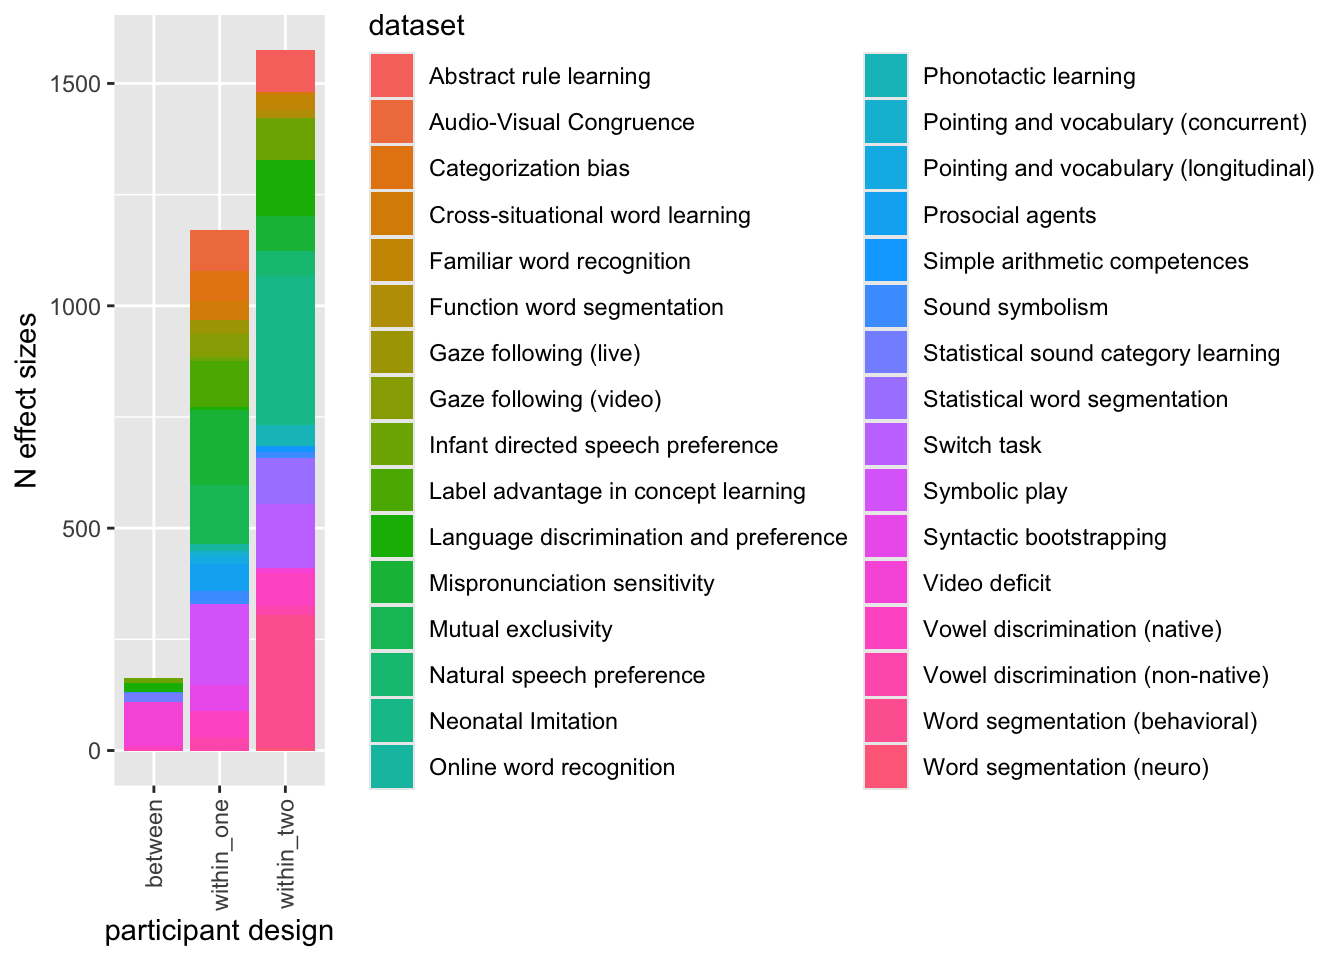 dataset
Abstract rule learning
Audio-Visual Congruence
Categorization bias
Cross-situational word learning
Familiar word recognition
Function word segmentation
Gaze following (live)
Gaze following (video)
Infant directed speech preference
Label advantage in concept learning
Language discrimination and preference
Mispronunciation sensitivity
Mutual exclusivity
Natural speech preference
Neonatal Imitation
Online word recognition
Phonotactic learning
Pointing and vocabulary (concurrent)
Pointing and vocabulary (longitudinal)
Prosocial agents
Simple arithmetic competences
Sound symbolism
Statistical sound category learning
Statistical word segmentation
Switch task
Symbolic play
Syntactic bootstrapping
Video deficit
Vowel discrimination (native)
Vowel discrimination (non-native)
Word segmentation (behavioral)
Word segmentation (neuro)
N effect sizes
1500
1000
500
0
between
within_one
within_two
participant design